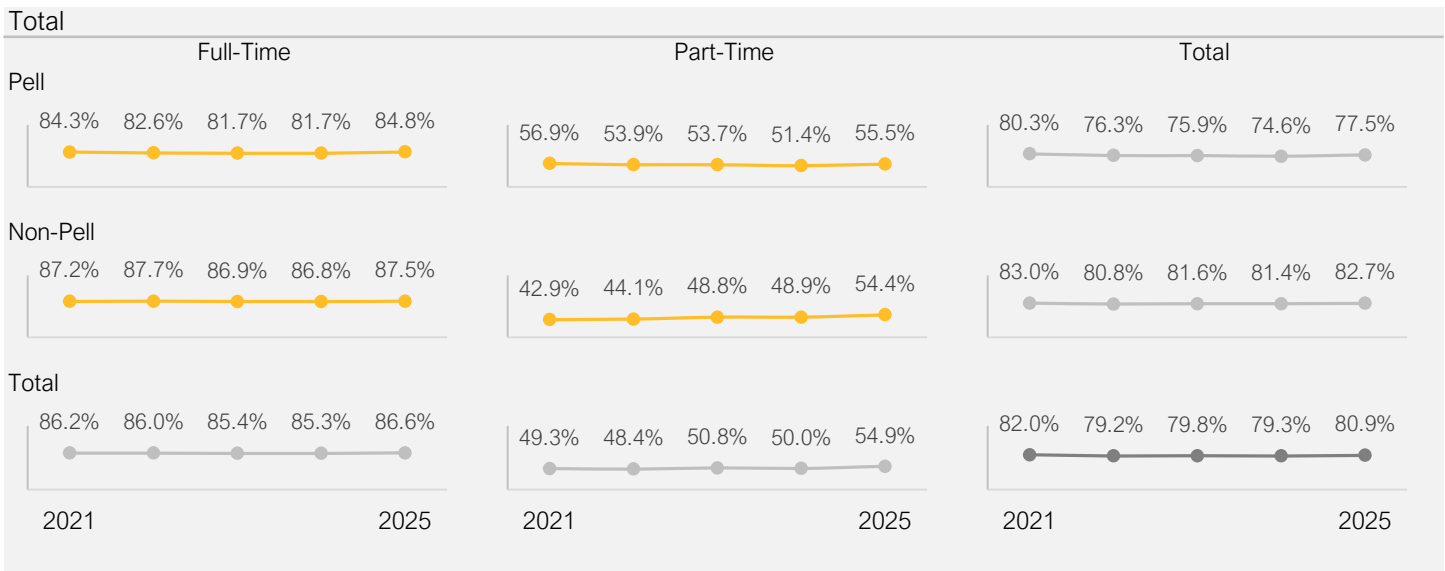 Total
Full-Time Part-Time Total
Pell
84.3% 82.6% 81.7% 81.7% 84.8% 56.9% 53.9% 53.7% 51.4% 55.5% 80.3% 76.3% 75.9% 74.6% 77.5%
Non-Pell
87.2% 87.7% 86.9% 86.8% 87.5% 42.9% 44.1% 48.8% 48.9% 54.4% 83.0% 80.8% 81.6% 81.4% 82.7%
Total
86.2% 86.0% 85.4% 85.3% 86.6% 49.3% 48.4% 50.8% 50.0% 54.9% 82.0% 79.2% 79.8% 79.3% 80.9%
2021 2025 2021 2025 2021 2025